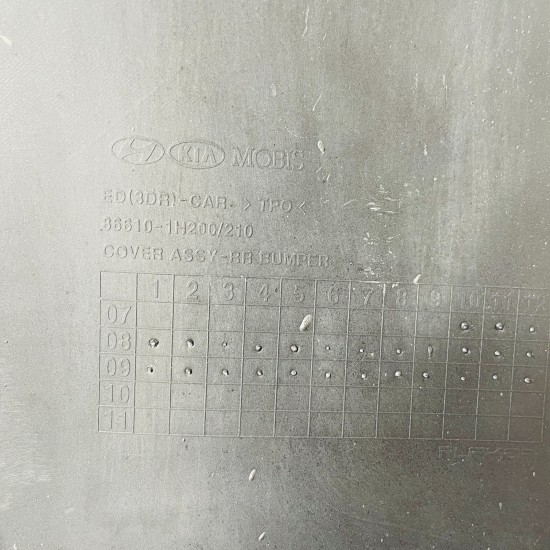 KIA MOBIS
ED(3DR)-CAR. >TPO<
86610-1H200/210
COVER ASSY-RR BUMPER
1 2 3 4 5 6 7 8 9 10 11 12
07
08
09
10
11